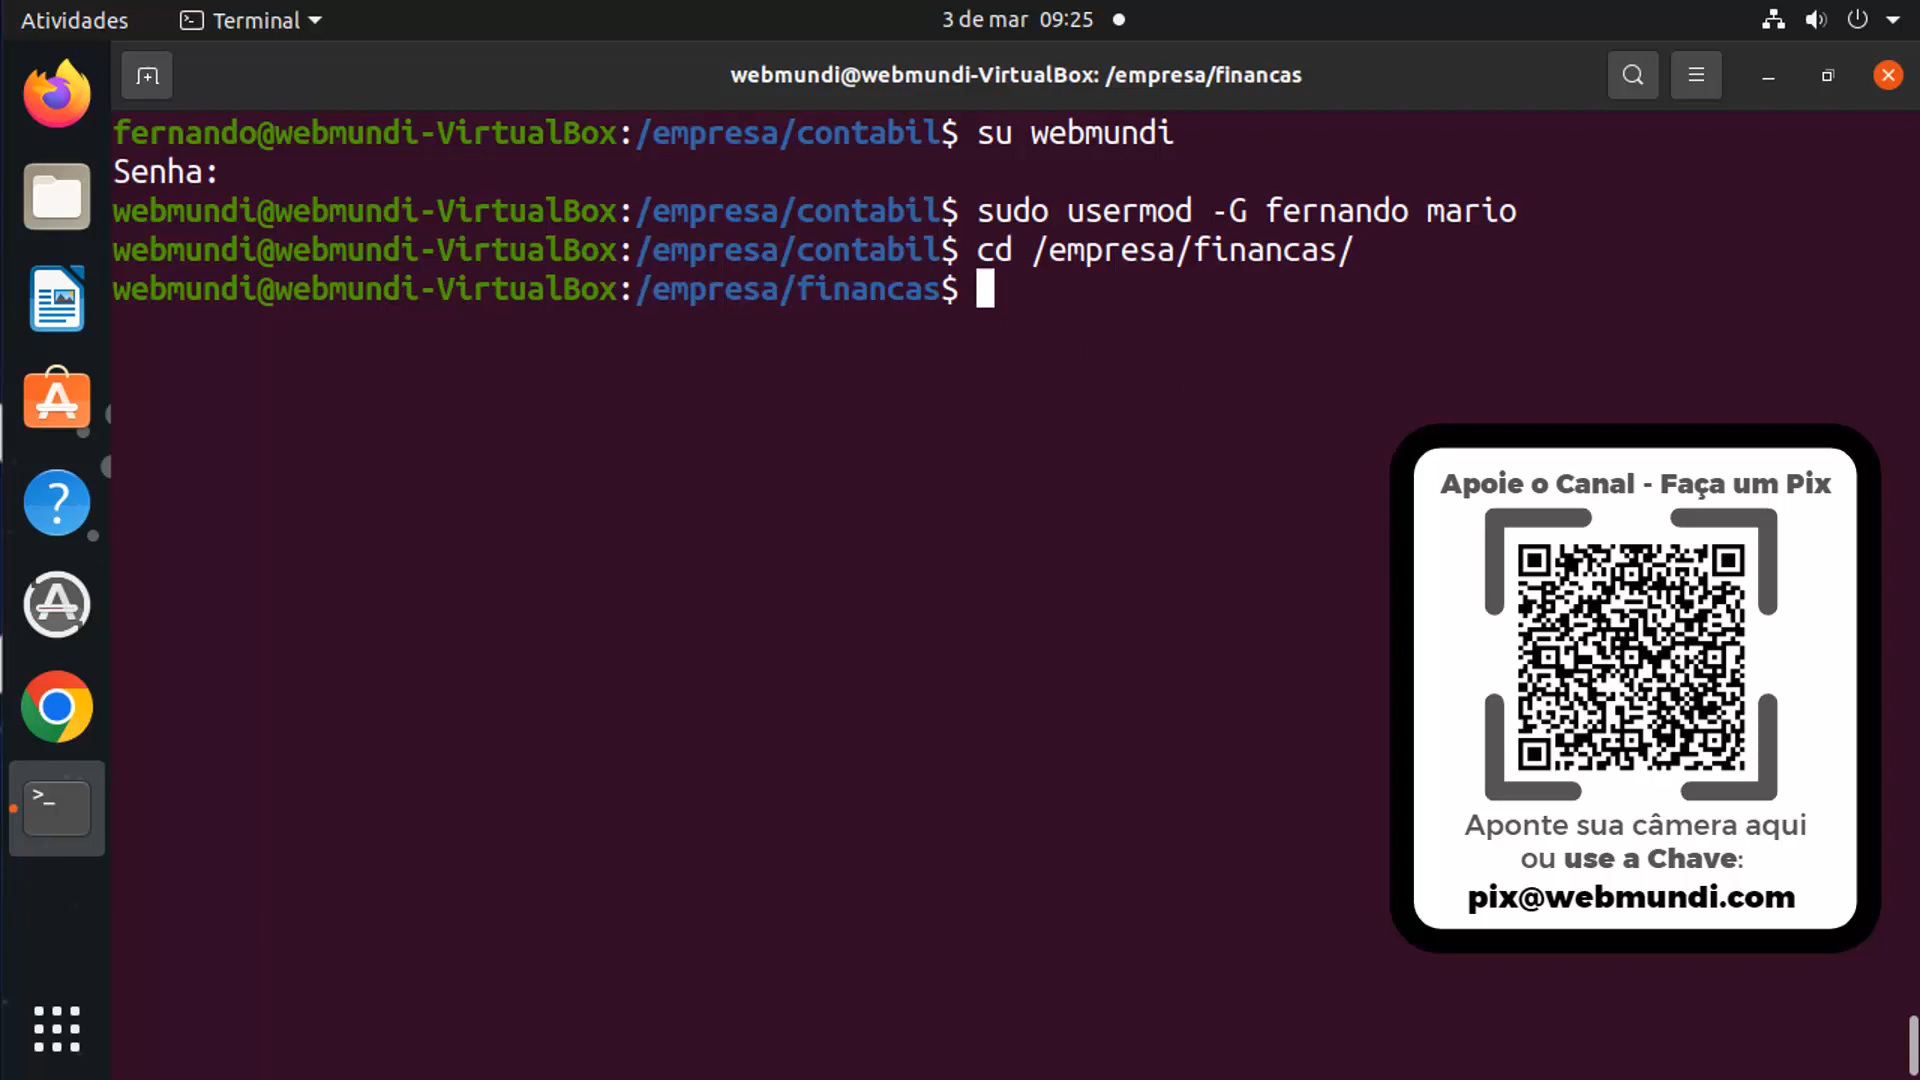 Atividades
Terminal
3 de mar 09:25
webmundi@webmundi-VirtualBox: /empresa/financas
fernando@webmundi-VirtualBox:/empresa/contabil$ su webmundi
Senha:
webmundi@webmundi-VirtualBox:/empresa/contabil$ sudo usermod -G fernando mario
webmundi@webmundi-VirtualBox:/empresa/contabil$ cd /empresa/financas/
webmundi@webmundi-VirtualBox:/empresa/financas$
Apoie o Canal - Faça um Pix
Aponte sua câmera aqui
ou use a Chave:
pix@webmundi.com